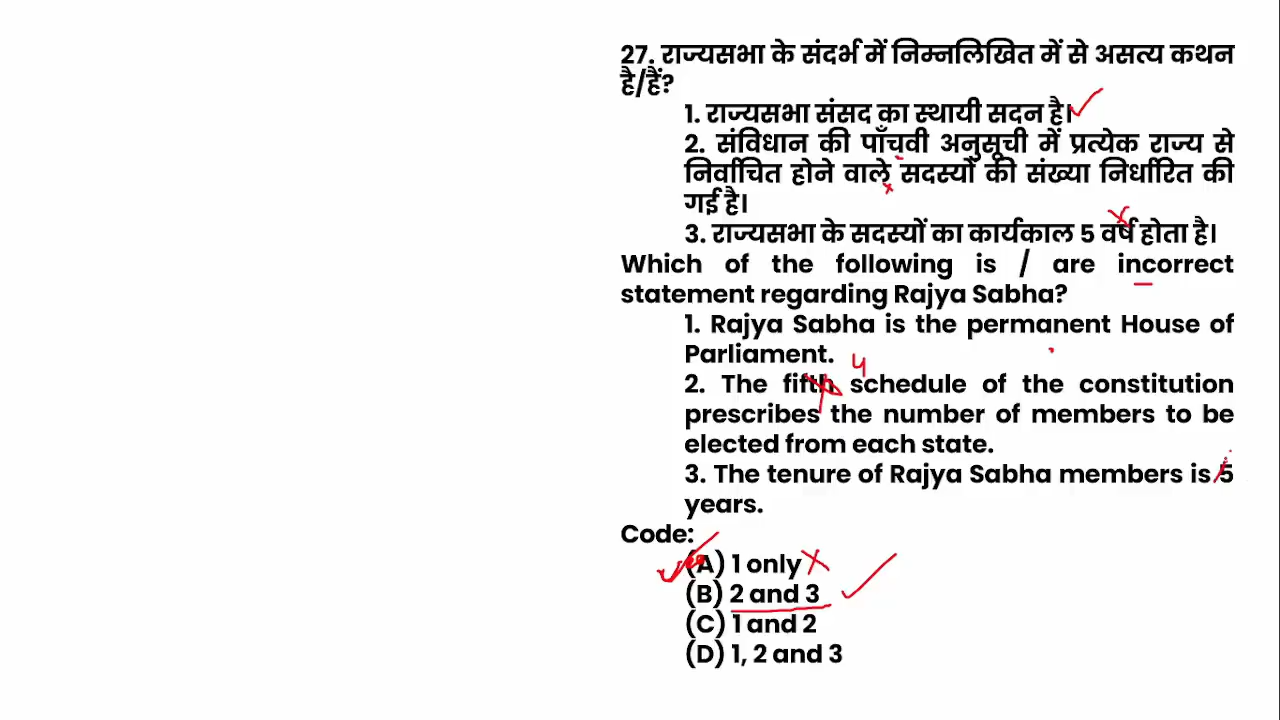 27. राज्यसभा के संदर्भ में निम्नलिखित में से असत्य कथन
है/हैं?
1. राज्यसभा संसद का स्थायी सदन है।
2. संविधान की पाँचवी अनुसूची में प्रत्येक राज्य से
निर्वाचित होने वाले सदस्यों की संख्या निर्धारित की
गई है।
3. राज्यसभा के सदस्यों का कार्यकाल 5 वर्ष होता है।
Which of the following is / are incorrect
statement regarding Rajya Sabha?
1. Rajya Sabha is the permanent House of
Parliament.
4
2. The fifth schedule of the constitution
prescribes the number of members to be
elected from each state.
3. The tenure of Rajya Sabha members is 5
years.
Code:
(A) 1 only
(B) 2 and 3
(C) 1 and 2
(D) 1, 2 and 3